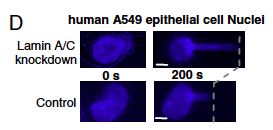 D
human A549 epithelial cell Nuclei
Lamin A/C
knockdown
0 s
200 s
Control